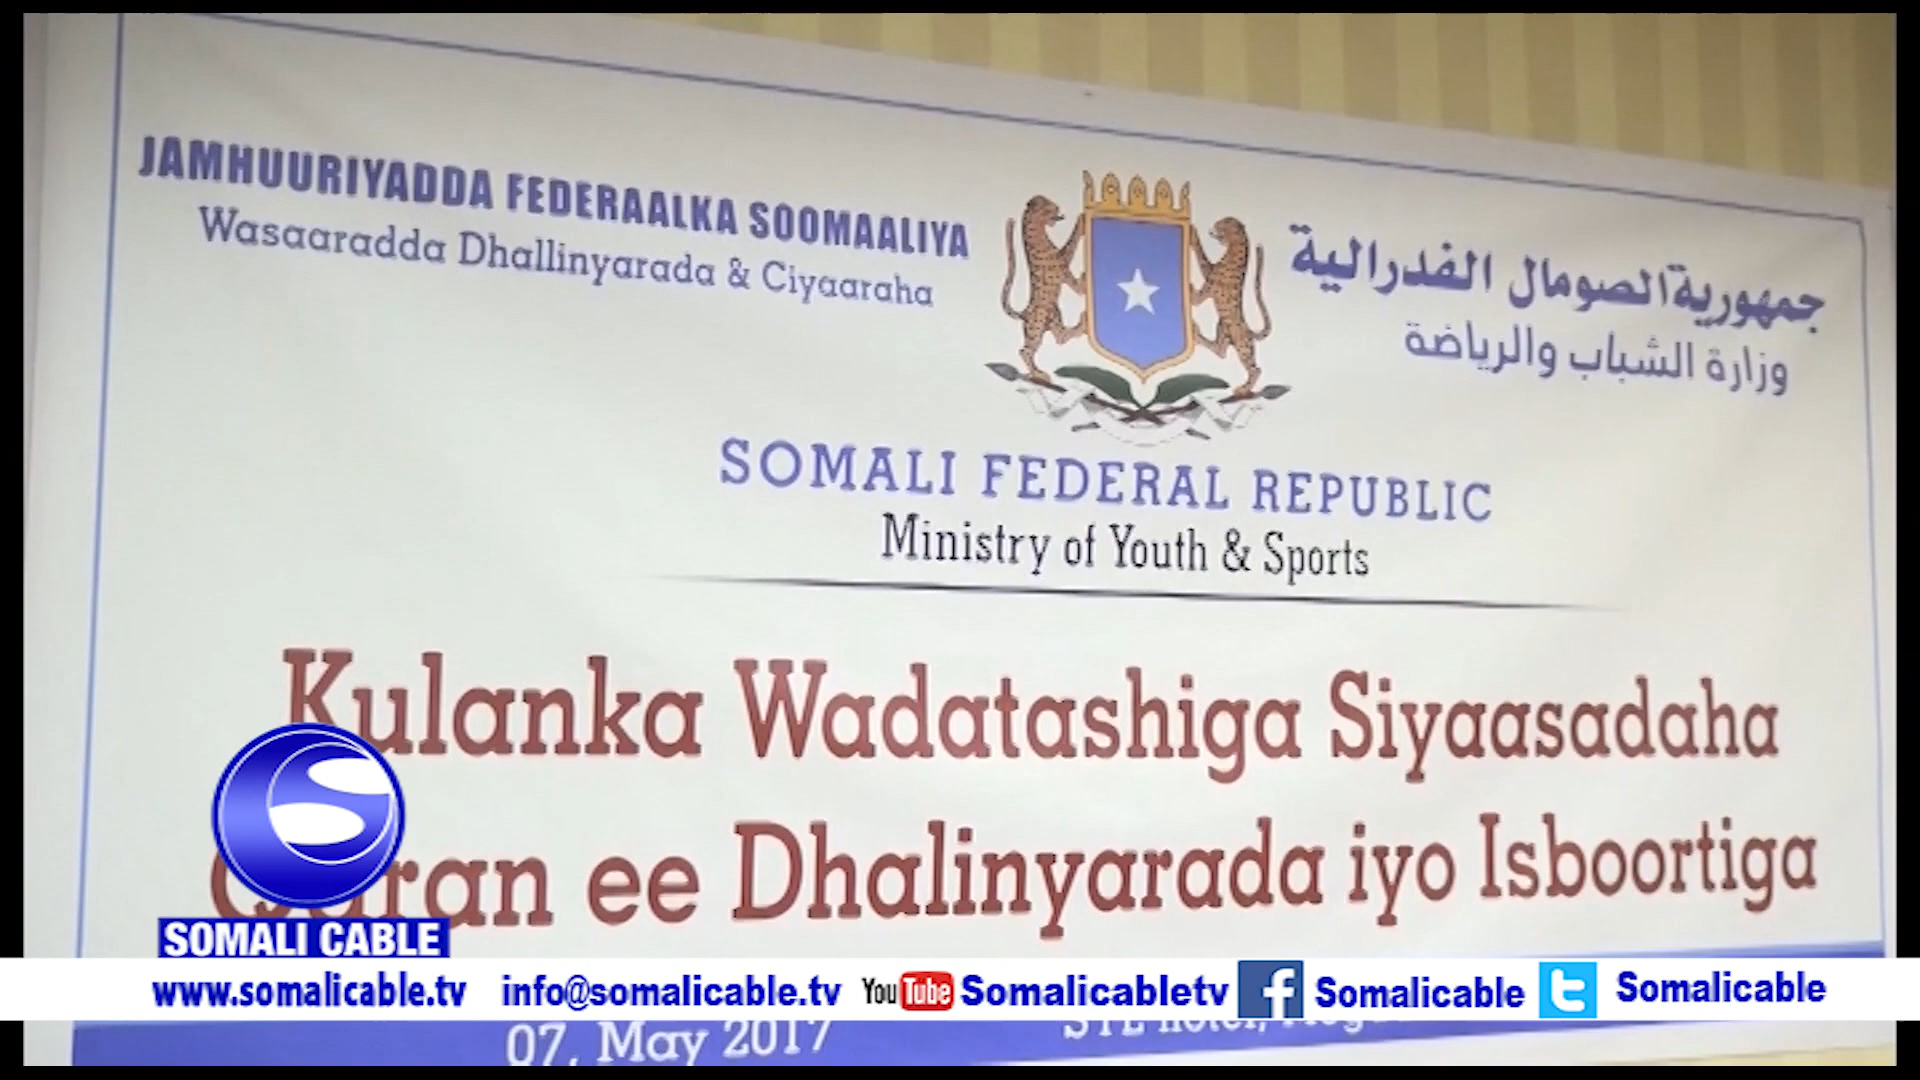 JAMHUURIYADDA FEDERAALKA SOOMAALIYA
Wasaaradda Dhallinyarada & Ciyaaraha
جمهورية الصومال الفدرالية
وزارة الشباب والرياضة
SOMALI FEDERAL REPUBLIC
Ministry of Youth & Sports
Kulanka Wadatashiga Siyaasadaha
ee Dhalinyarada iyo Isboortiga
SOMALI CABLE
www.somalicable.tv info@somalicable.tv YouTube Somalicabletv f Somalicable t Somalicable
07, May 2017